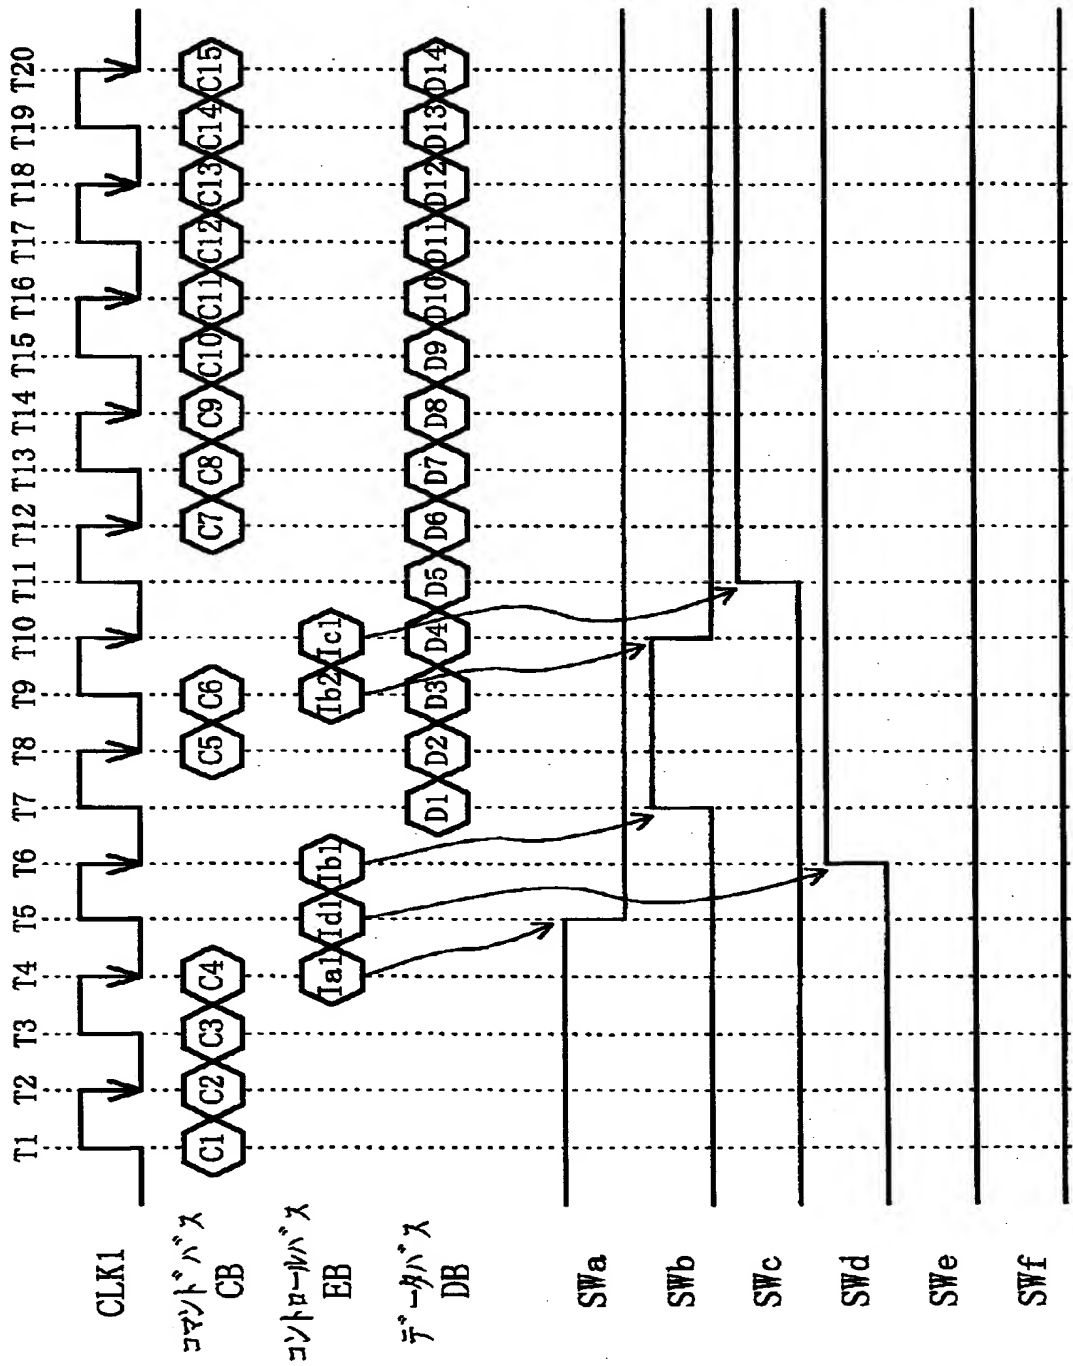 T1 T2 T3 T4 T5 T6 T7 T8 T9 T10 T11 T12 T13 T14 T15 T16 T17 T18 T19 T20
CLK1
コマンドバス
CB
C1 C2 C3 C4 C5 C6 C7 C8 C9 C10 C11 C12 C13 C14 C15
コントロールバス
EB
Ia1 Id1 Ib1 Ib2 Ic1
データバス
DB
D1 D2 D3 D4 D5 D6 D7 D8 D9 D10 D11 D12 D13 D14
SWa
SWb
SWc
SWd
SWe
SWf